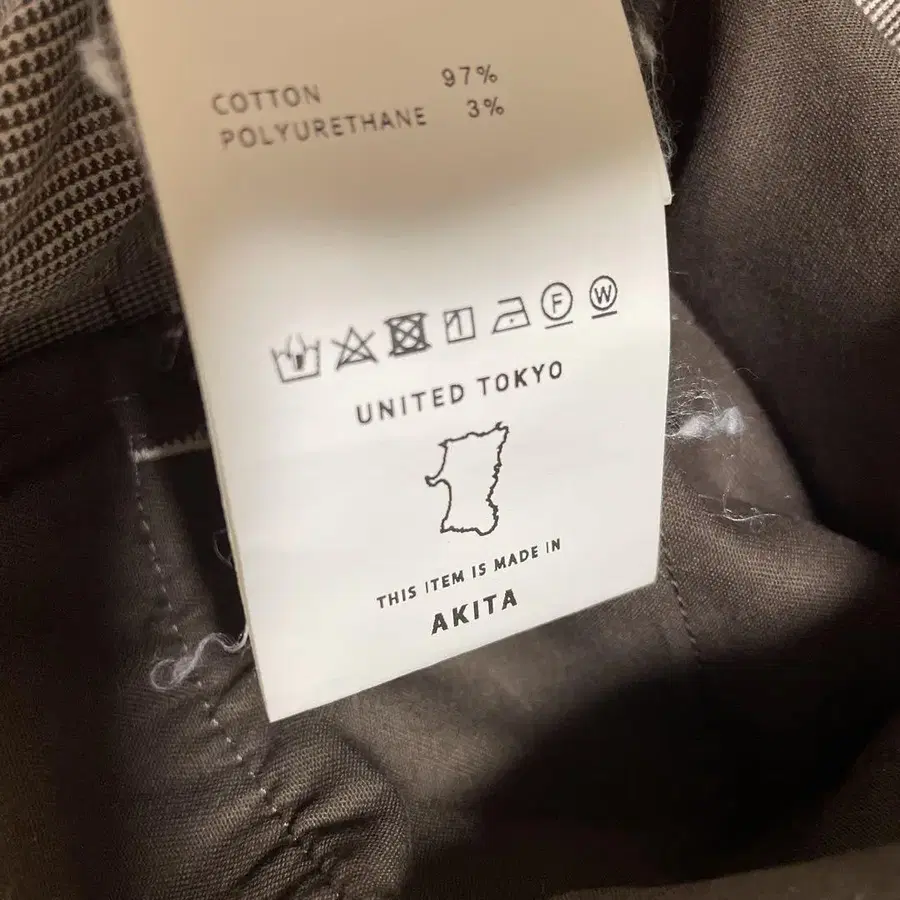 COTTON 97%
POLYURETHANE 3%
F W
UNITED TOKYO
THIS ITEM IS MADE IN
AKITA